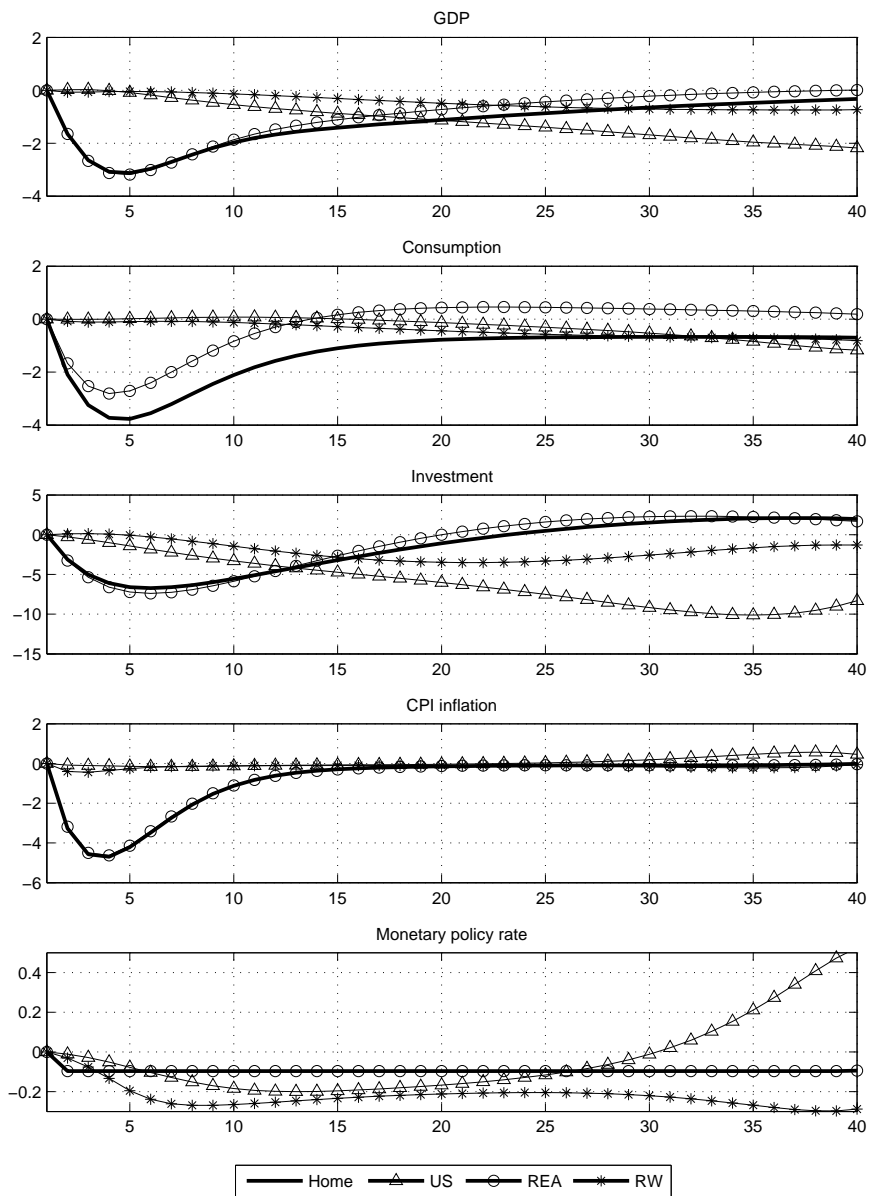 GDP
2
0
−2
−4
5 10 15 20 25 30 35 40
Consumption
2
0
−2
−4
5 10 15 20 25 30 35 40
Investment
5
0
−5
−10
−15
5 10 15 20 25 30 35 40
CPI inflation
2
0
−2
−4
−6
5 10 15 20 25 30 35 40
Monetary policy rate
0.4
0.2
0.0
−0.2
5 10 15 20 25 30 35 40
Home US REA RW